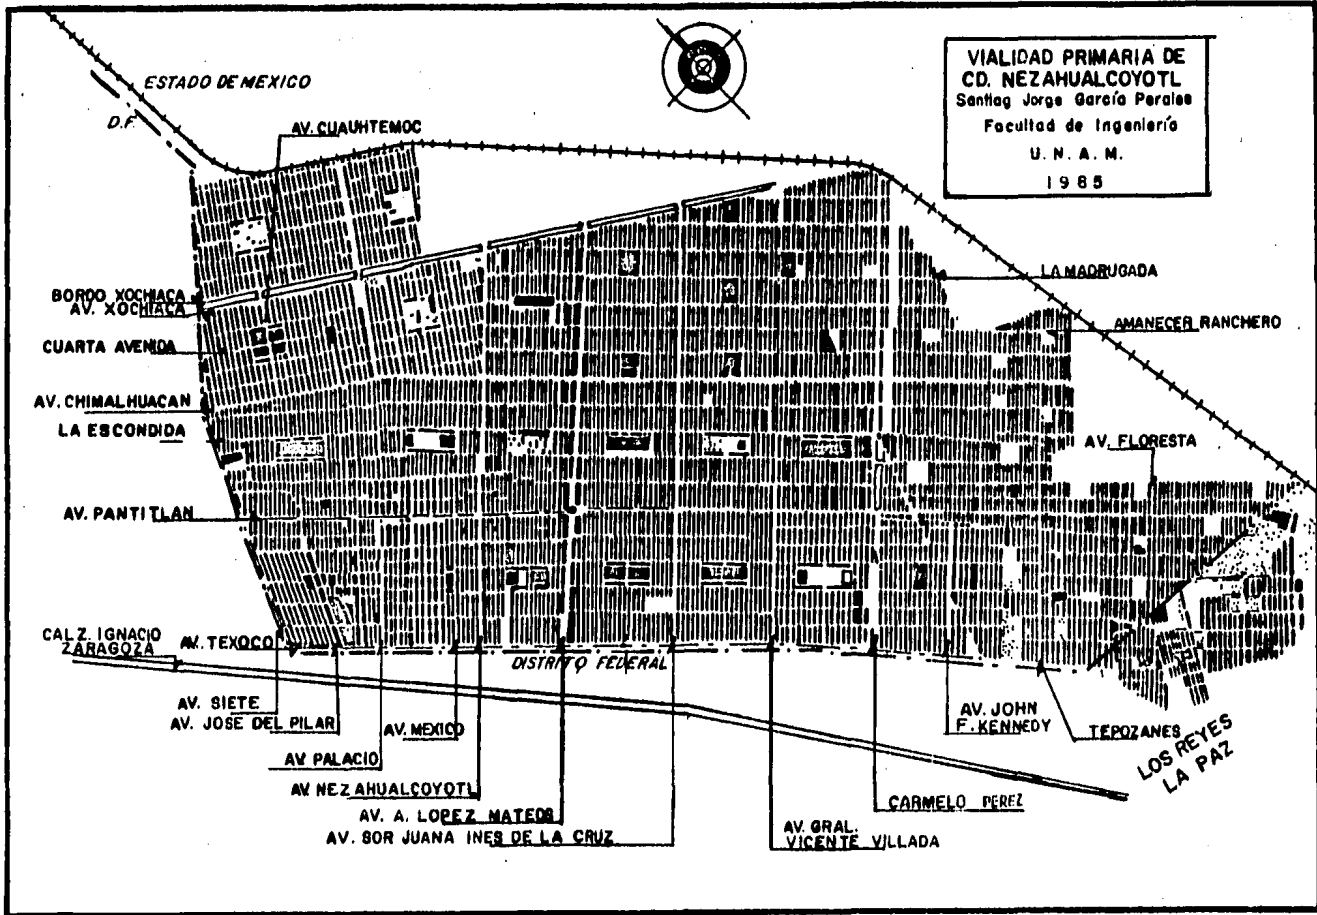 VIALIDAD PRIMARIA DE
CD. NEZAHUALCOYOTL
Santiag Jorge García Perales
Facultad de Ingeniería
U. N. A. M.
1985
ESTADO DE MEXICO
D.F.
AV. CUAUHTEMOC
LA MADRUGADA
BORDO XOCHIACA
AV. XOCHIACA
AMANECER RANCHERO
CUARTA AVENIDA
AV. CHIMALHUACAN
LA ESCONDIDA
AV. FLORESTA
AV. PANTITLAN
CALZ. IGNACIO
ZARAGOZA
AV. TEXOCO
DISTRITO FEDERAL
AV. SIETE
AV. JOSE DEL PILAR
AV. MEXICO
AV. JOHN
F. KENNEDY
TEPOZANES
LOS REYES
LA PAZ
AV. PALACIO
AV. NEZAHUALCOYOTL
CARMELO PEREZ
AV. A. LOPEZ MATEOS
AV. SOR JUANA INES DE LA CRUZ
AV. GRAL.
VICENTE VILLADA